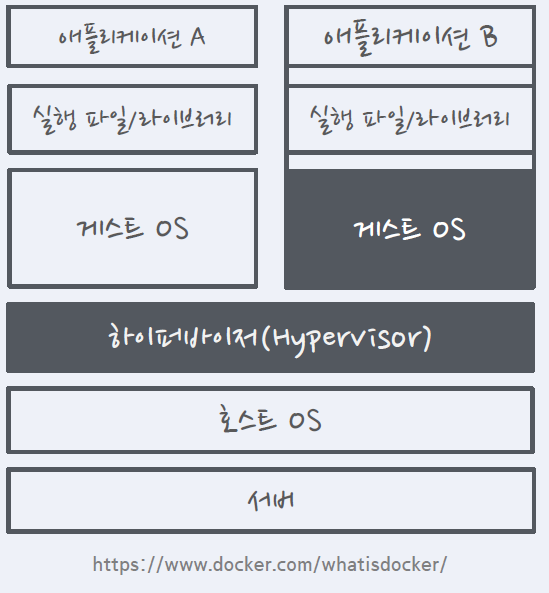 애플리케이션 A
애플리케이션 B
실행 파일/라이브러리
실행 파일/라이브러리
게스트 OS
게스트 OS
하이퍼바이저(Hypervisor)
호스트 OS
서버
https://www.docker.com/whatisdocker/